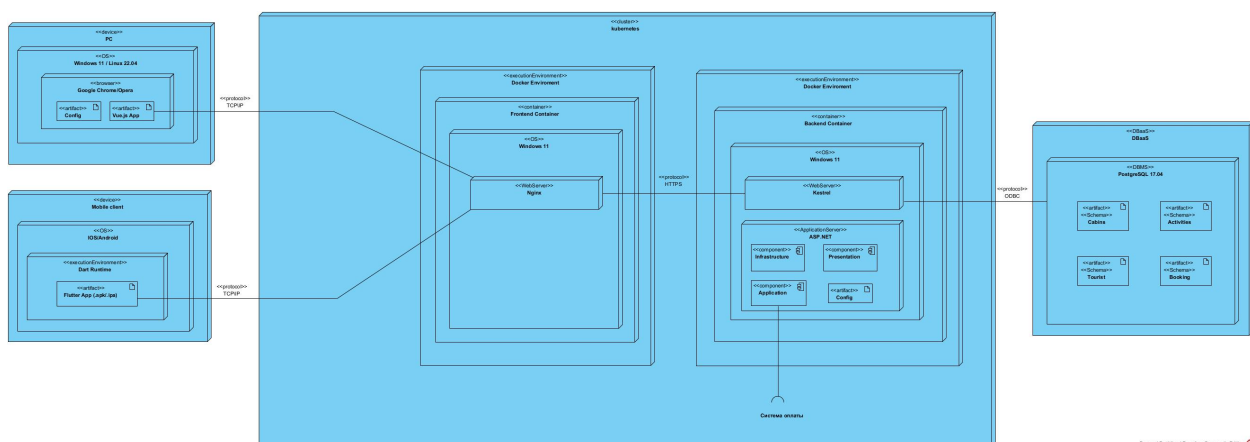 <<device>>
PC
<<OS>>
Windows 11 / Linux 22.04
<<browser>>
Google Chrome/Opera
<<artifact>>
Config
<<artifact>>
Vue.js App
<<protocol>>
TCP\IP
<<device>>
Mobile client
<<OS>>
IOS/Android
<<executionEnvironment>>
Dart Runtime
<<artifact>>
Flutter App (.apk/.ipa)
<<protocol>>
TCP\IP
<<cluster>>
kubernetes
<<executionEnvironment>>
Docker Enviroment
<<container>>
Frontend Container
<<OS>>
Windows 11
<<WebServer>>
Nginx
<<protocol>>
HTTPS
<<executionEnvironment>>
Docker Enviroment
<<container>>
Backend Container
<<OS>>
Windows 11
<<WebServer>>
Kestrel
<<ApplicationServer>>
ASP.NET
<<component>>
Infrastructure
<<component>>
Presentation
<<component>>
Application
<<artifact>>
Config
Система оплаты
<<protocol>>
ODBC
<<DBaaS>>
DBaaS
<<DBMS>>
PostgreSQL 17.04
<<artifact>>
<<Schema>>
Cabins
<<artifact>>
<<Schema>>
Activities
<<artifact>>
<<Schema>>
Tourist
<<artifact>>
<<Schema>>
Booking